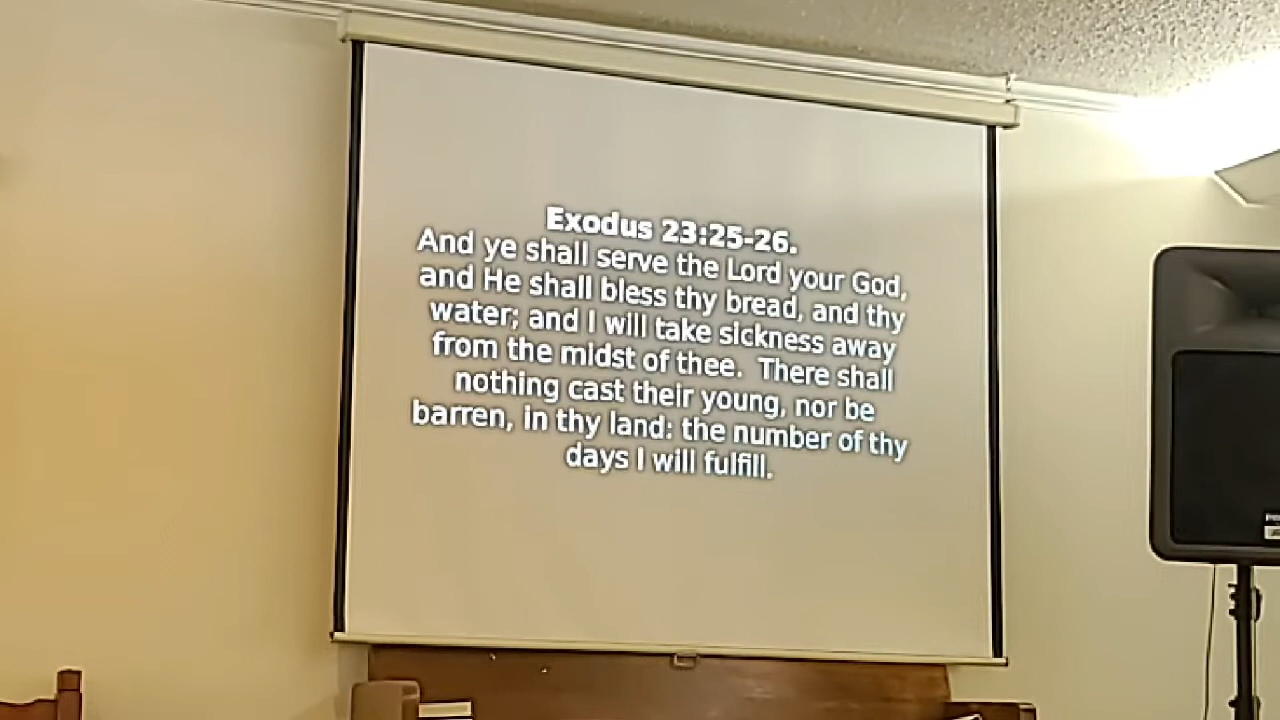 Exodus 23:25-26.
And ye shall serve the Lord your God,
and He shall bless thy bread, and thy
water; and I will take sickness away
from the midst of thee.  There shall
nothing cast their young, nor be
barren, in thy land: the number of thy
days I will fulfill.